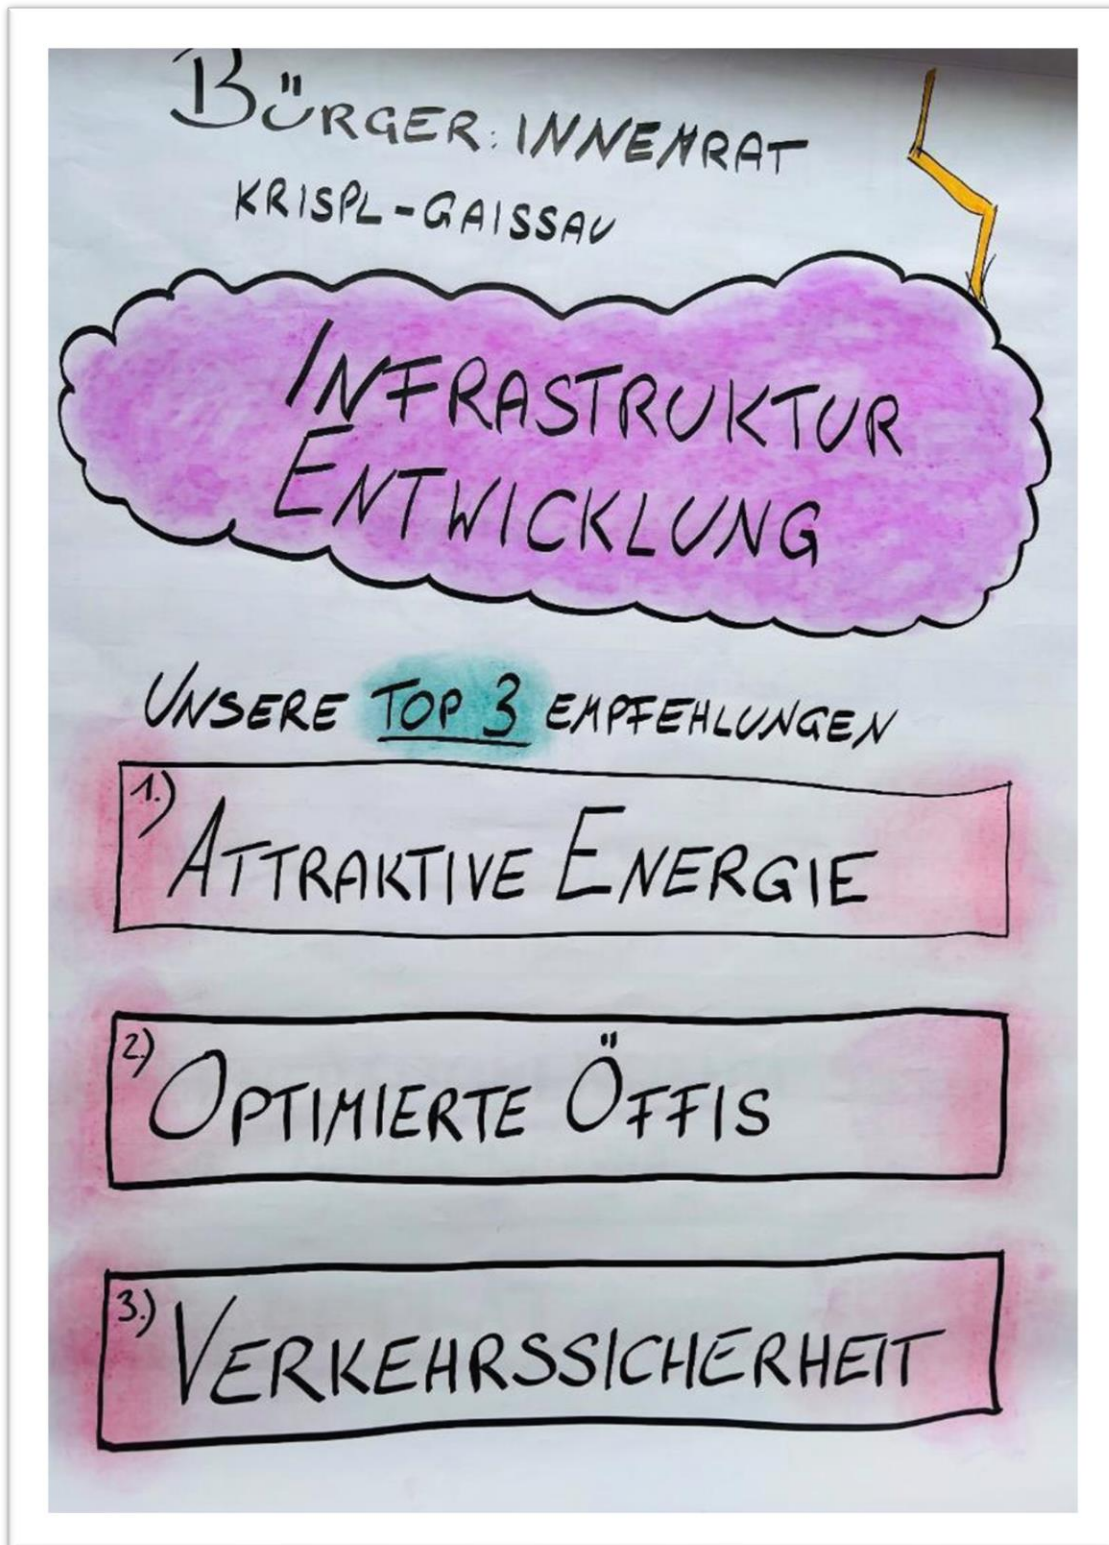 BÜRGER:INNENRAT
KRISPL-GAISSAU
INFRASTRUKTUR
ENTWICKLUNG
UNSERE TOP 3 EMPFEHLUNGEN
1.) ATTRAKTIVE ENERGIE
2.) OPTIMIERTE ÖFFIS
3.) VERKEHRSSICHERHEIT